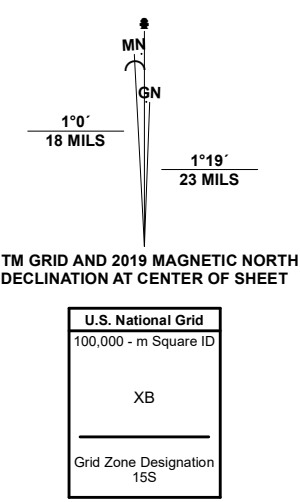 MN
GN
1°0´
18 MILS
1°19´
23 MILS
TM GRID AND 2019 MAGNETIC NORTH
DECLINATION AT CENTER OF SHEET
U.S. National Grid
100,000 - m Square ID
XB
Grid Zone Designation
15S